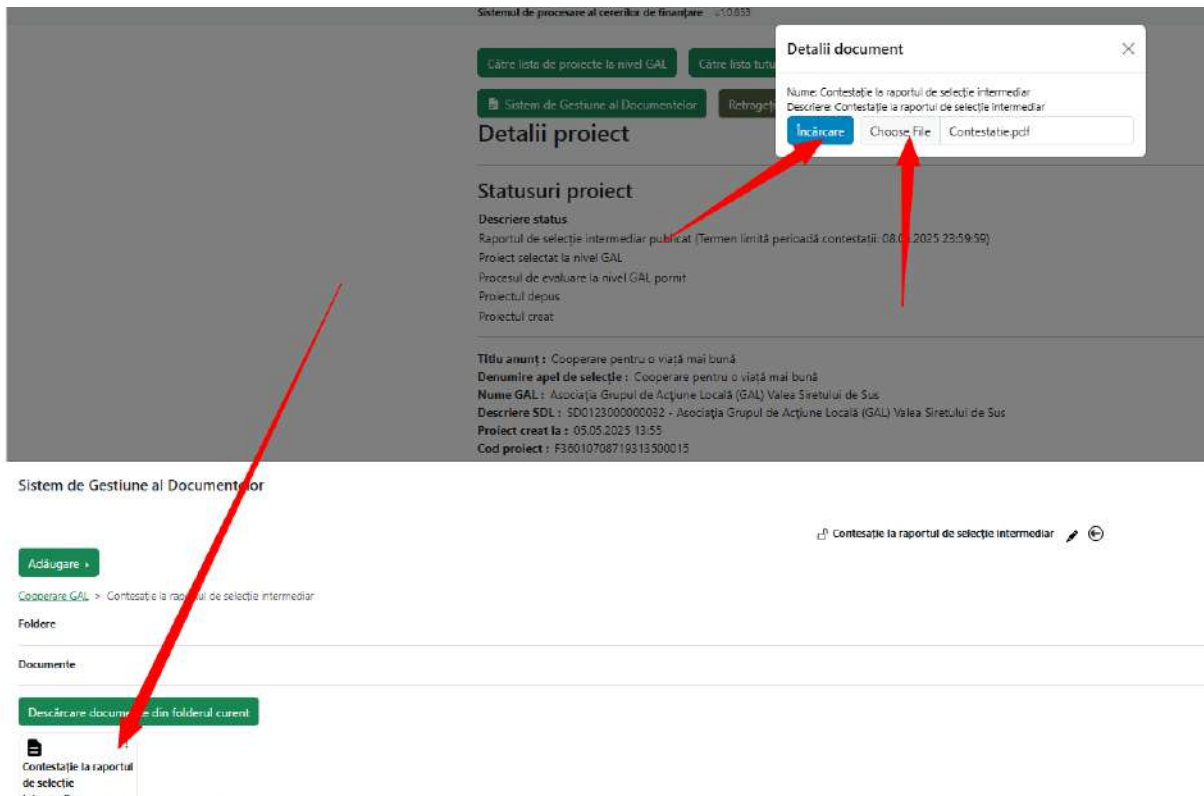 Sistemul de procesare al cererilor de finanțare
Către lista de proiecte la nivel GAL
Către lista
Sistem de Gestiune al Documentelor
Detalii proiect
Detalii document
Nume: Contestație la raportul de selecție intermediar
Descriere: Contestație la raportul de selecție intermediar
Încărcare
Choose File
Contestatie.pdf
Statusuri proiect
Descriere status
Raportul de selecție intermediar publicat (Termen limită perioadă contestații: 2025 23:59:59)
Proiect selectat la nivel GAL
Procesul de evaluare la nivel GAL pornit
Proiectul depus
Proiectul creat
Titlu anunț : Cooperare pentru o viață mai bună
Denumire apel de selecție : Cooperare pentru o viață mai bună
Nume GAL : Asociația Grupul de Acțiune Locală (GAL) Valea Siretului de Sus
Descriere SDL : SD0123000000032 - Asociația Grupul de Acțiune Locală (GAL) Valea Siretului de Sus
Proiect creat la : 05.05.2025 13:55
Cod proiect : F36010708719313500015
Sistem de Gestiune al Documentelor
Contesație la raportul de selecție intermediar
Adăugare
Cooperare GAL > Contesație la raportul de selecție intermediar
Foldere
Documente
Descărcare documente din folderul curent
Contestație la raportul
de selecție